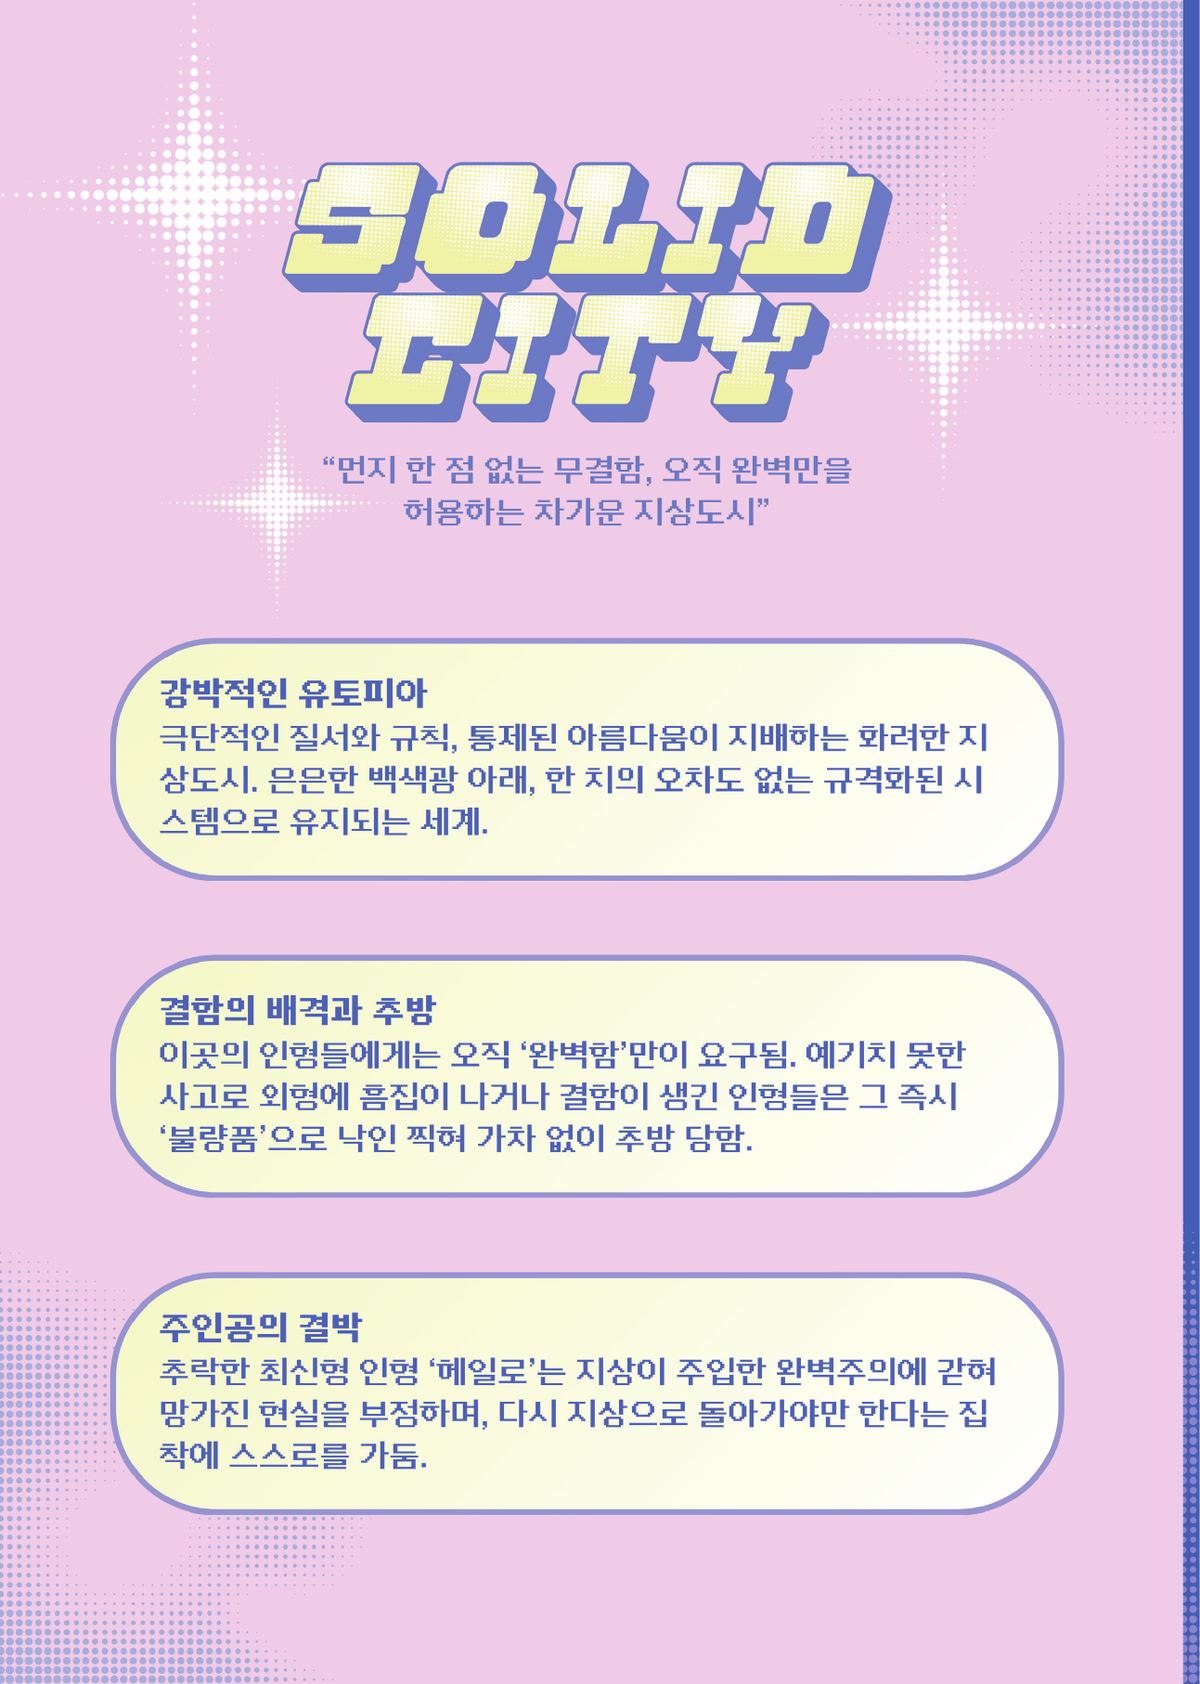 SOLID
CITY
“먼지 한 점 없는 무결함, 오직 완벽만을
허용하는 차가운 지상도시”
강박적인 유토피아
극단적인 질서와 규칙, 통제된 아름다움이 지배하는 화려한 지
상도시. 은은한 백색광 아래, 한 치의 오차도 없는 규격화된 시
스템으로 유지되는 세계.
결함의 배격과 추방
이곳의 인형들에게는 오직 ‘완벽함’만이 요구됨. 예기치 못한
사고로 외형에 흠집이 나거나 결함이 생긴 인형들은 그 즉시
‘불량품’으로 낙인 찍혀 가차 없이 추방 당함.
주인공의 결박
추락한 최신형 인형 ‘헤일로’는 지상이 주입한 완벽주의에 갇혀
망가진 현실을 부정하며, 다시 지상으로 돌아가야만 한다는 집
착에 스스로를 가둠.